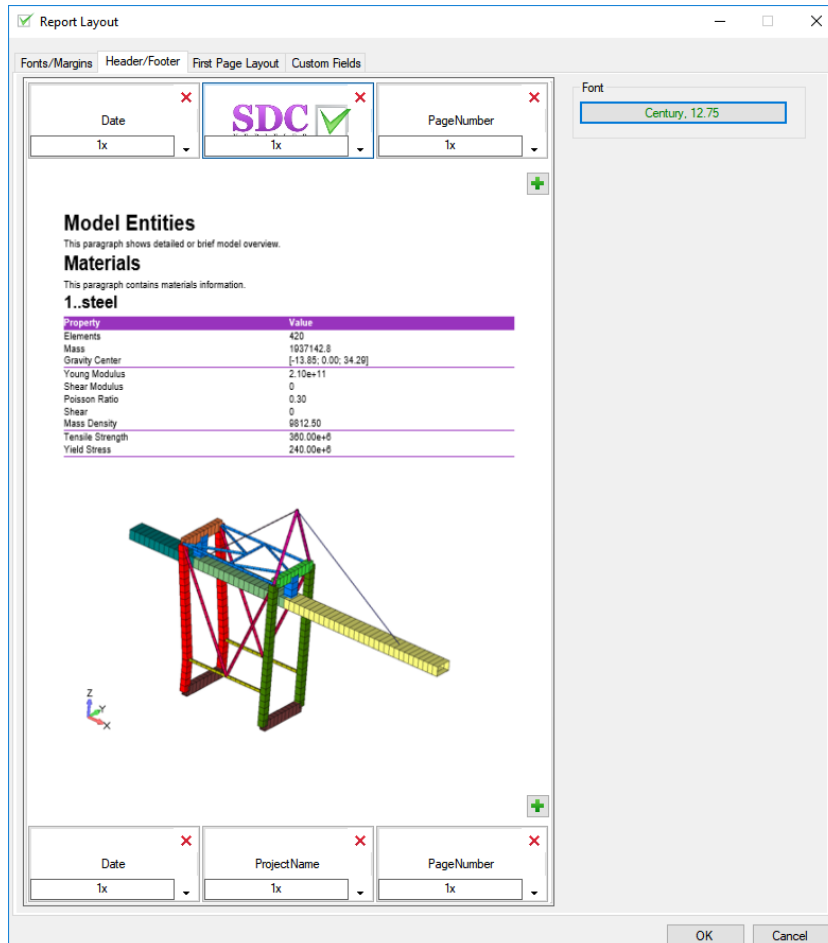 Report Layout
Fonts/Margins Header/Footer First Page Layout Custom Fields
Date SDC PageNumber
1x 1x 1x
Font
Century, 12.75
Model Entities
This paragraph shows detailed or brief model overview.
Materials
This paragraph contains materials information.
1..steel
Property Value
Elements 420
Mass 1937142.8
Gravity Center [-13.85; 0.00; 34.29]
Young Modulus 2.10e+11
Shear Modulus 0
Poisson Ratio 0.30
Shear 0
Mass Density 9812.50
Tensile Strength 360.00e+6
Yield Stress 240.00e+6
Z
Y
X
Date ProjectName PageNumber
1x 1x 1x
OK Cancel